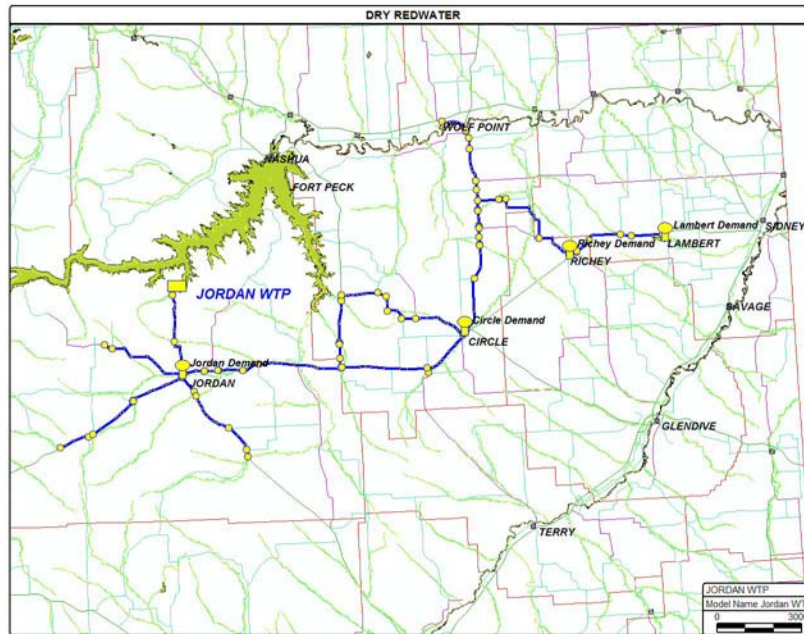 DRY REDWATER
WOLF POINT
NASHUA
FORT PECK
Lambert Demand
SIDNEY
LAMBERT
Richey Demand
RICHEY
JORDAN WTP
SAVAGE
Circle Demand
CIRCLE
Jordan Demand
JORDAN
GLENDIVE
TERRY
JORDAN WTP
Model Name Jordan WT
0 300